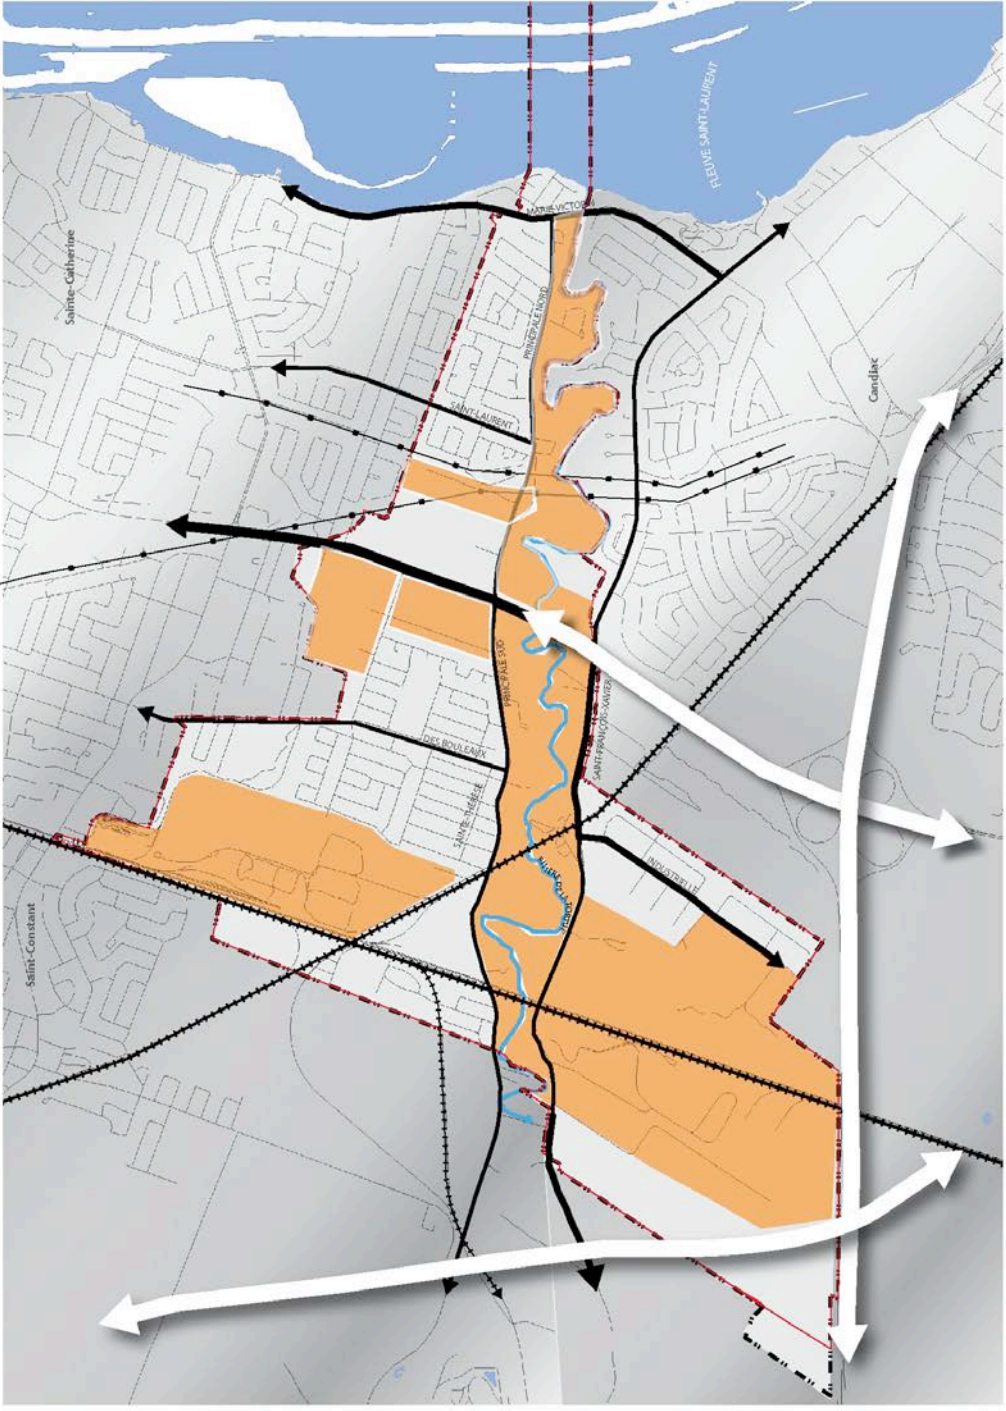 FLEUVE SAINT-LAURENT
MARIE-VICTORIN
Sainte-Catherine
PRINCIPALE NORD
Candiac
SAINT-LAURENT
PRINCIPALE SUD
SAINT-FRANÇOIS-XAVIER
DES BOULEAUX
SAINTE-THÉRÈSE
INDUSTRIELLE
Saint-Constant